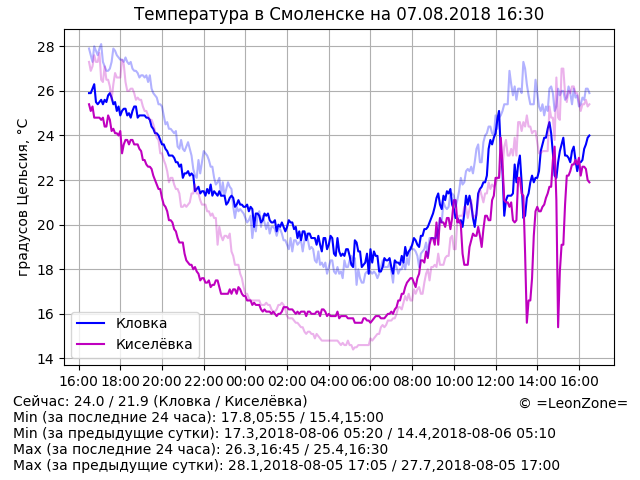 Температура в Смоленске на 07.08.2018 16:30
градусов Цельсия, °C
28
26
24
22
20
18
16
14
Кловка
Киселёвка
16:00 18:00 20:00 22:00 00:00 02:00 04:00 06:00 08:00 10:00 12:00 14:00 16:00
Сейчас: 24.0 / 21.9 (Кловка / Киселёвка)
© =LeonZone=
Min (за последние 24 часа): 17.8,05:55 / 15.4,15:00
Min (за предыдущие сутки): 17.3,2018-08-06 05:20 / 14.4,2018-08-06 05:10
Max (за последние 24 часа): 26.3,16:45 / 25.4,16:30
Max (за предыдущие сутки): 28.1,2018-08-05 17:05 / 27.7,2018-08-05 17:00